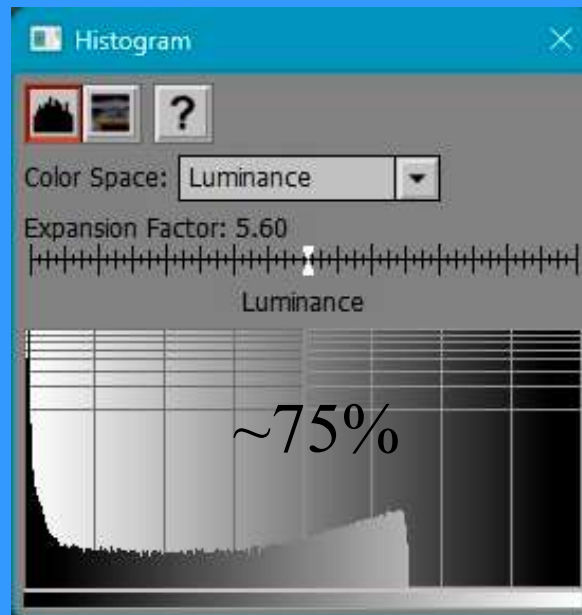 Histogram
?
Color Space: Luminance
Expansion Factor: 5.60
Luminance
~75%